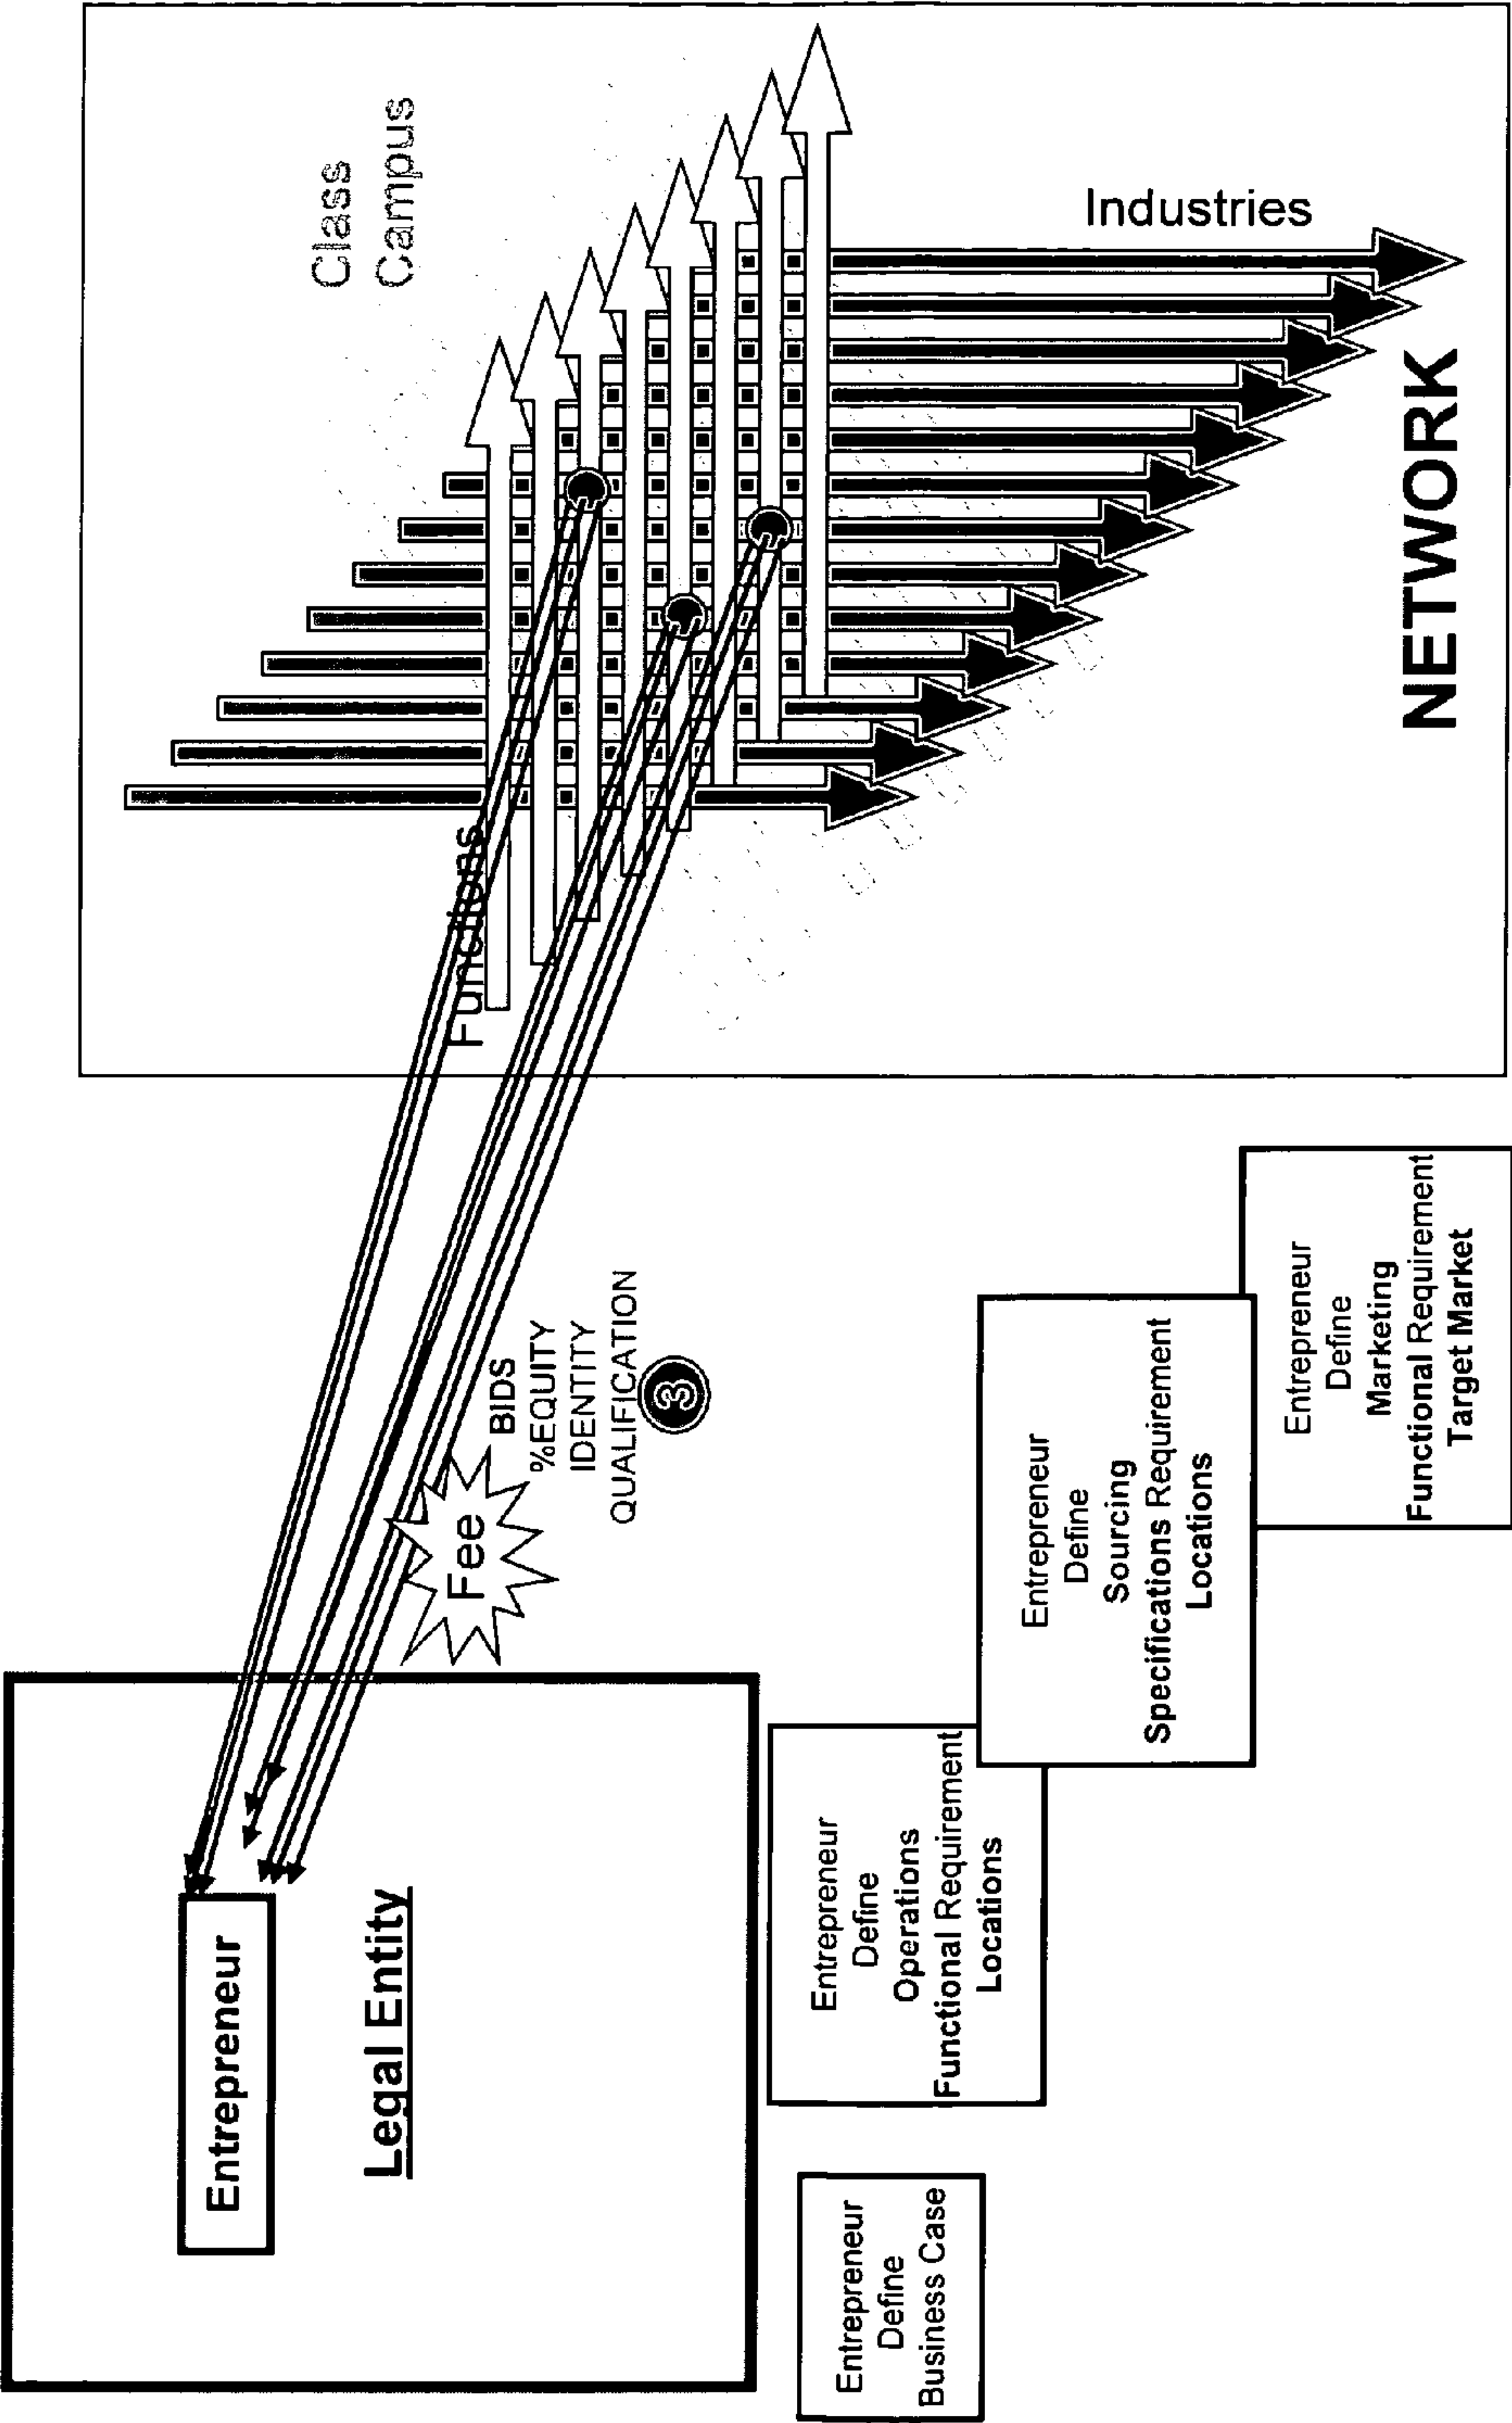 Entrepreneur
Legal Entity
Fee
BIDS
%EQUITY
IDENTITY
QUALIFICATION
3
Functions
Class
Campus
Industries
NETWORK
Entrepreneur
Define
Business Case
Entrepreneur
Define
Operations
Functional Requirement
Locations
Entrepreneur
Define
Sourcing
Specifications Requirement
Locations
Entrepreneur
Define
Marketing
Functional Requirement
Target Market